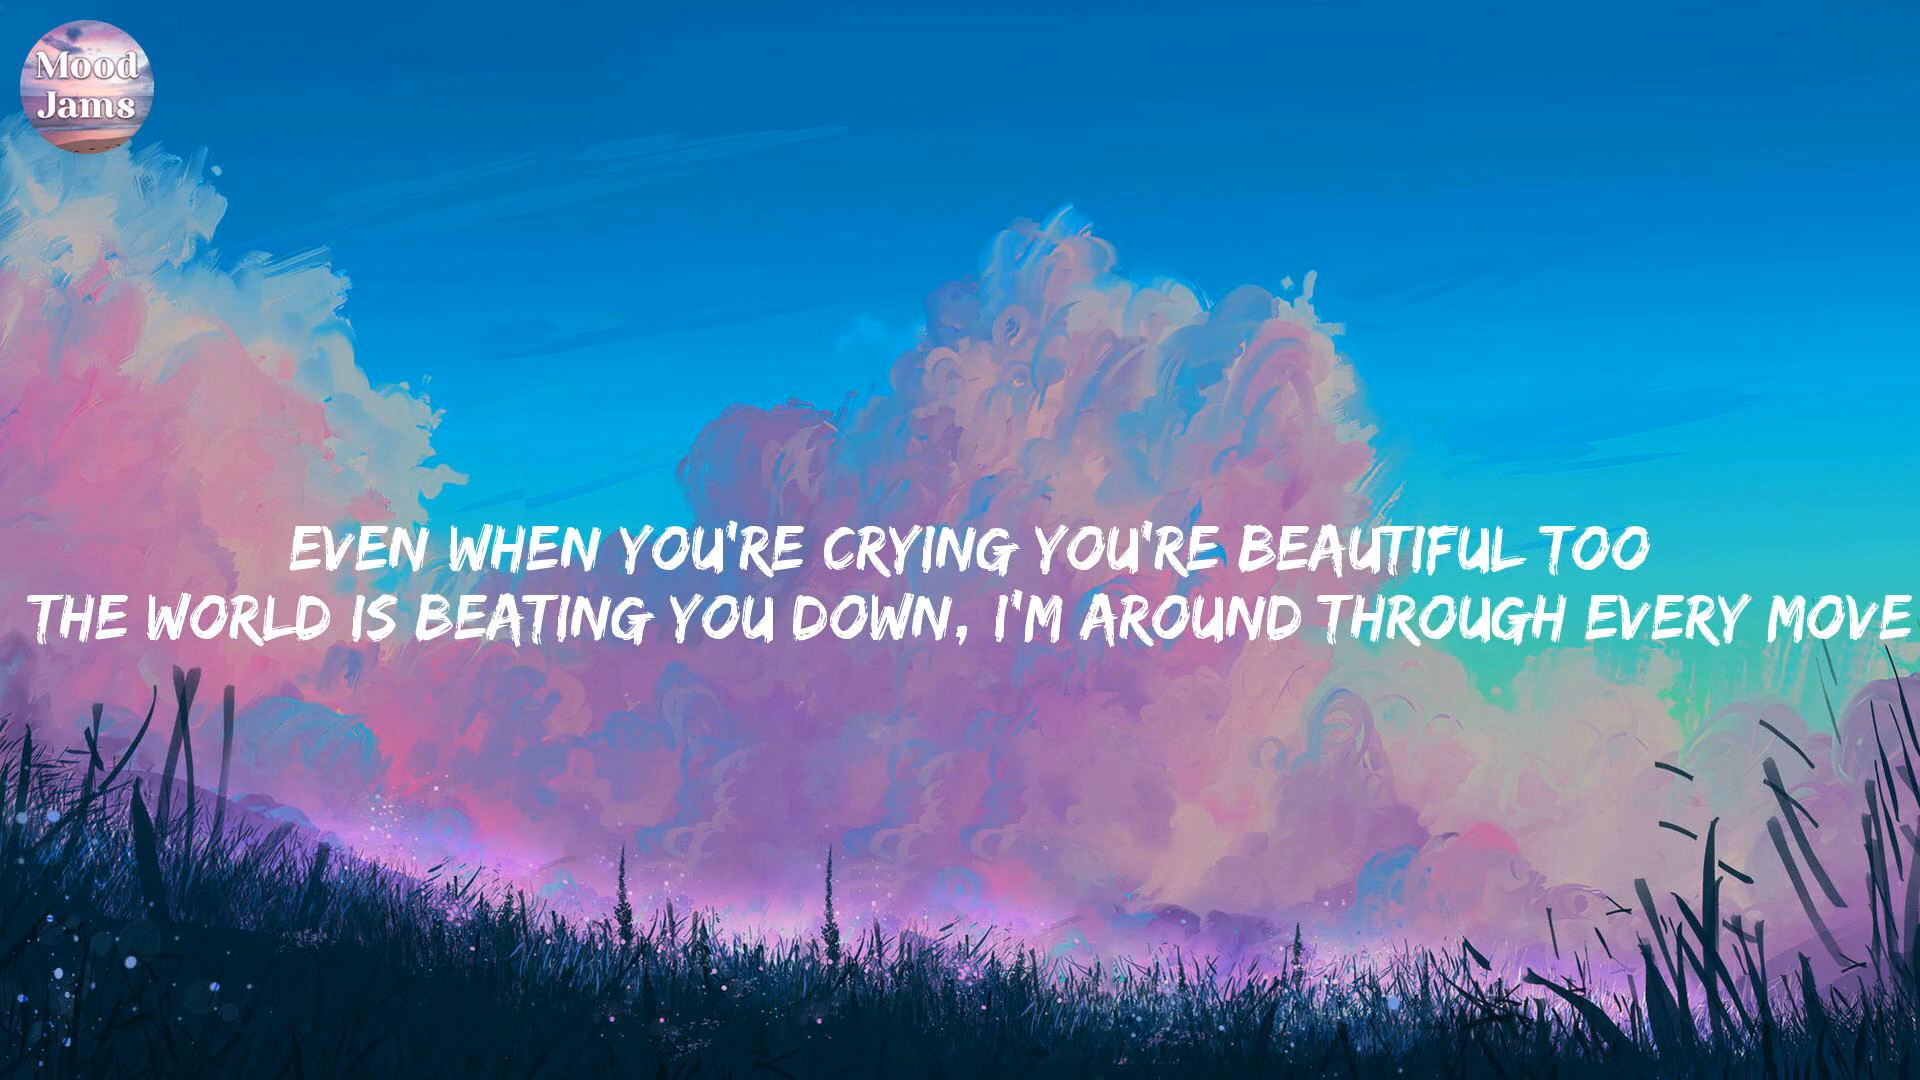 Mood
Jams
EVEN WHEN YOU'RE CRYING YOU'RE BEAUTIFUL TOO
THE WORLD IS BEATING YOU DOWN, I'M AROUND THROUGH EVERY MOVE